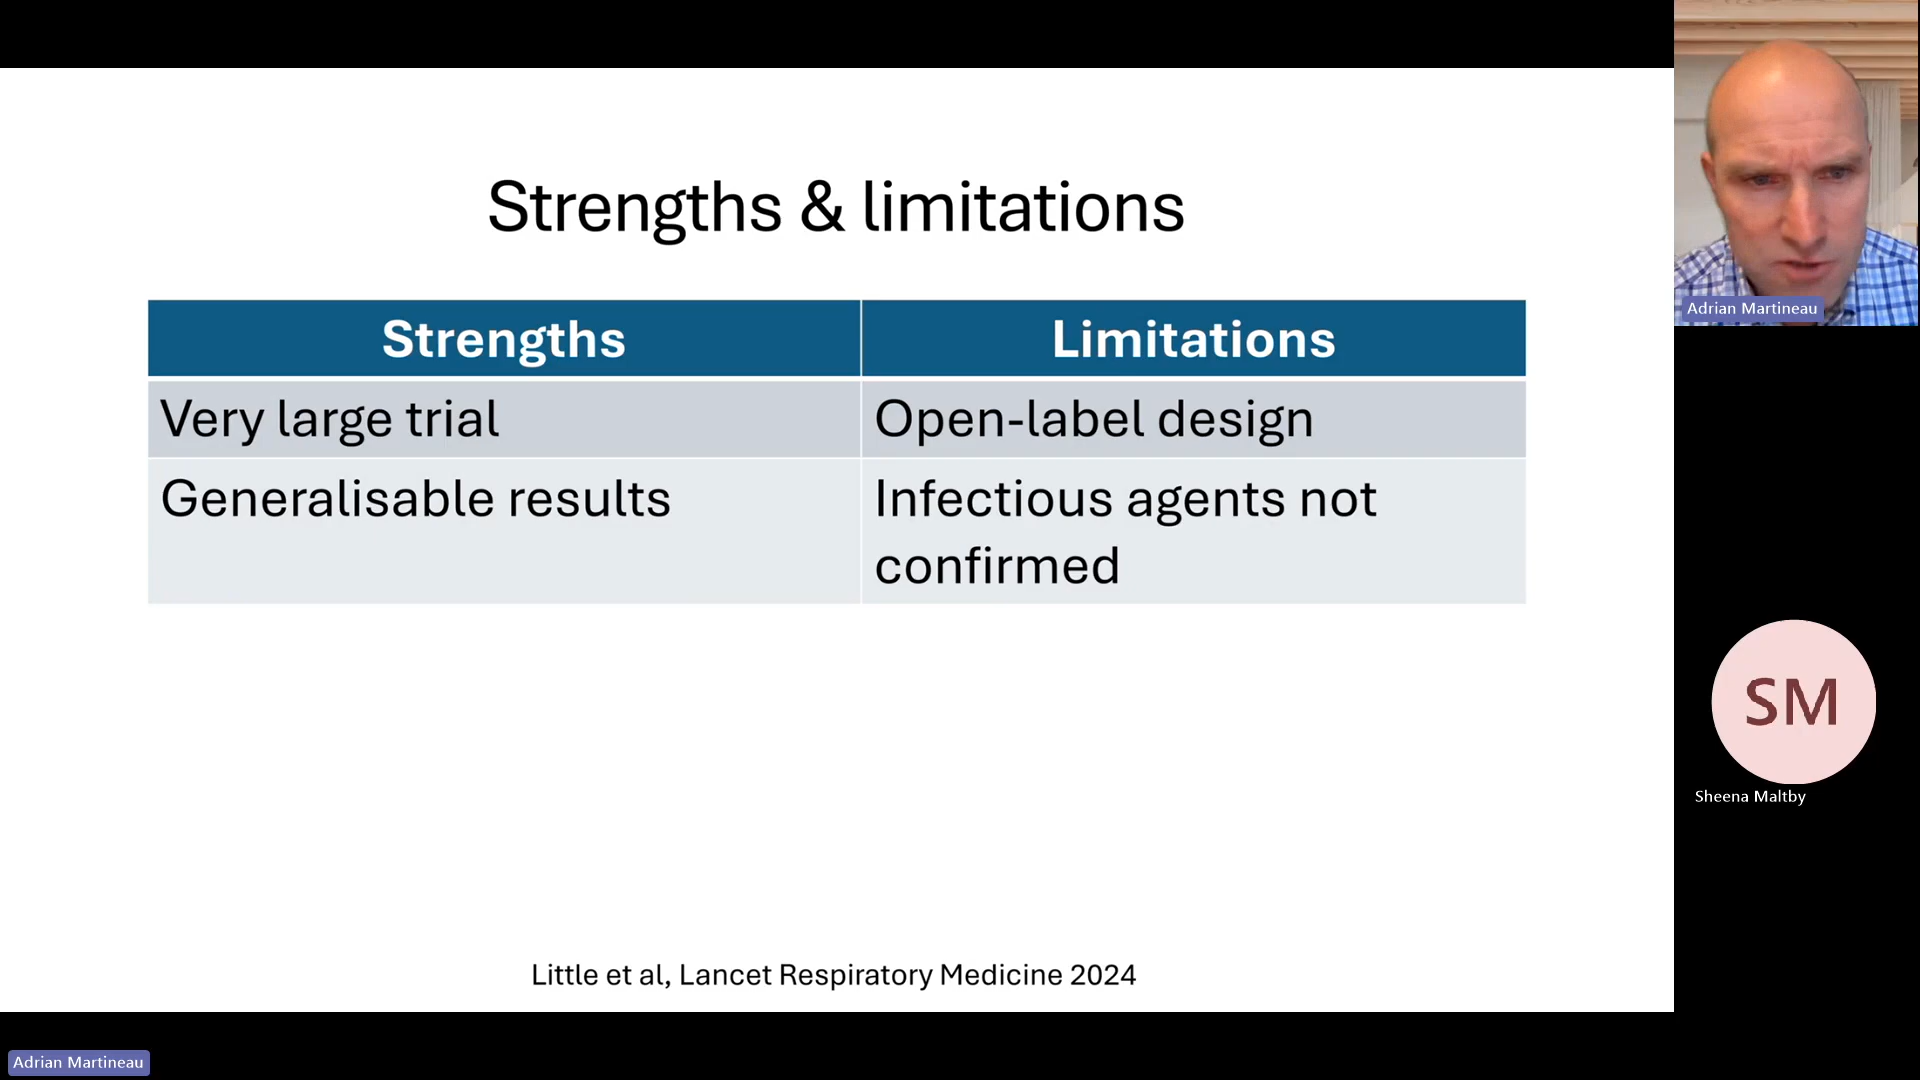 Strengths & limitations
Strengths
Limitations
Very large trial
Open-label design
Generalisable results
Infectious agents not
confirmed
Little et al, Lancet Respiratory Medicine 2024
Adrian Martineau
SM
Sheena Maltby
Adrian Martineau